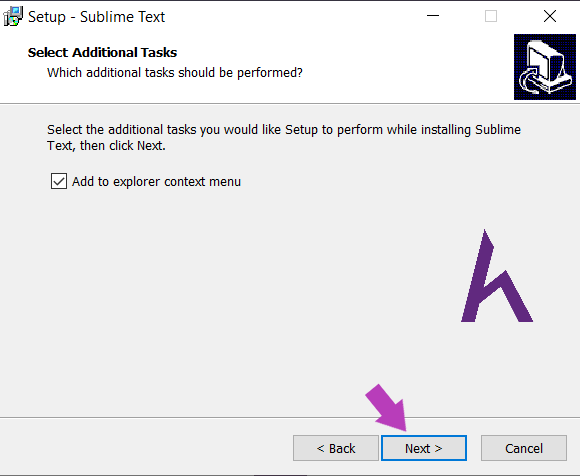 Setup - Sublime Text
Select Additional Tasks
Which additional tasks should be performed?
Select the additional tasks you would like Setup to perform while installing Sublime
Text, then click Next.
Add to explorer context menu
< Back
Next >
Cancel